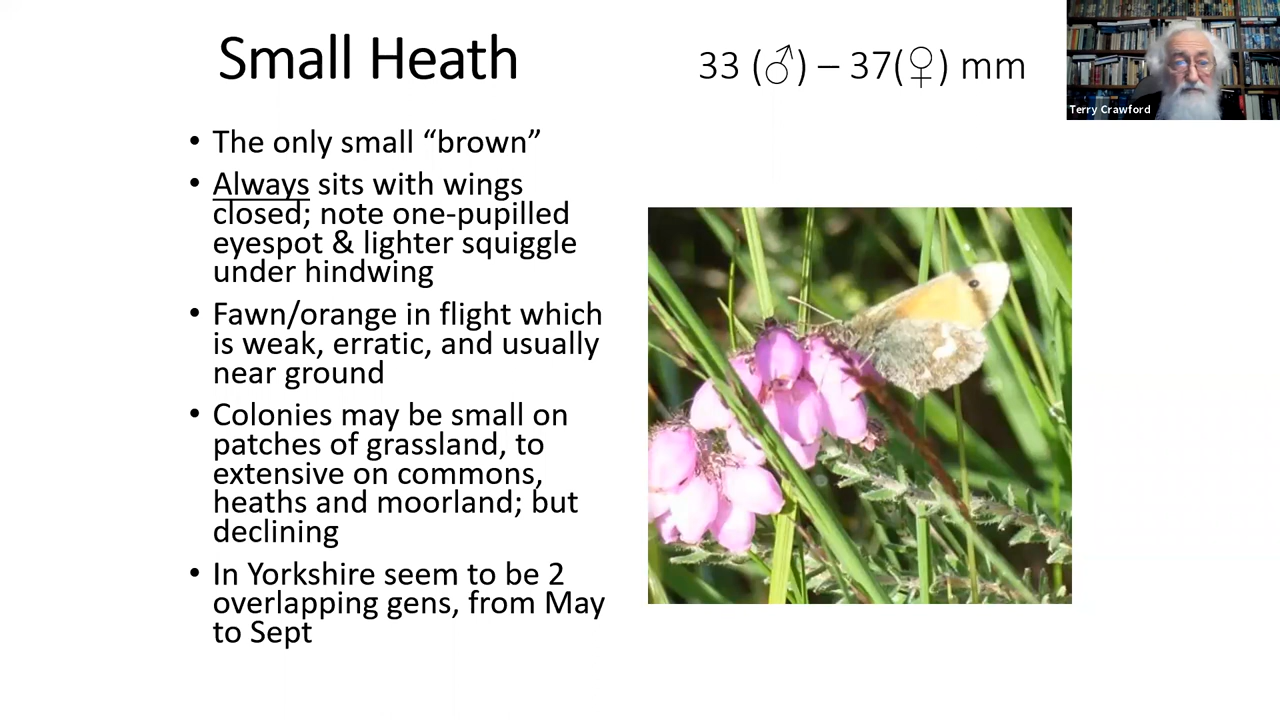 Small Heath
33 (♂) – 37(♀) mm
Terry Crawford
• The only small “brown”
• Always sits with wings
closed; note one-pupilled
eyespot & lighter squiggle
under hindwing
• Fawn/orange in flight which
is weak, erratic, and usually
near ground
• Colonies may be small on
patches of grassland, to
extensive on commons,
heaths and moorland; but
declining
• In Yorkshire seem to be 2
overlapping gens, from May
to Sept